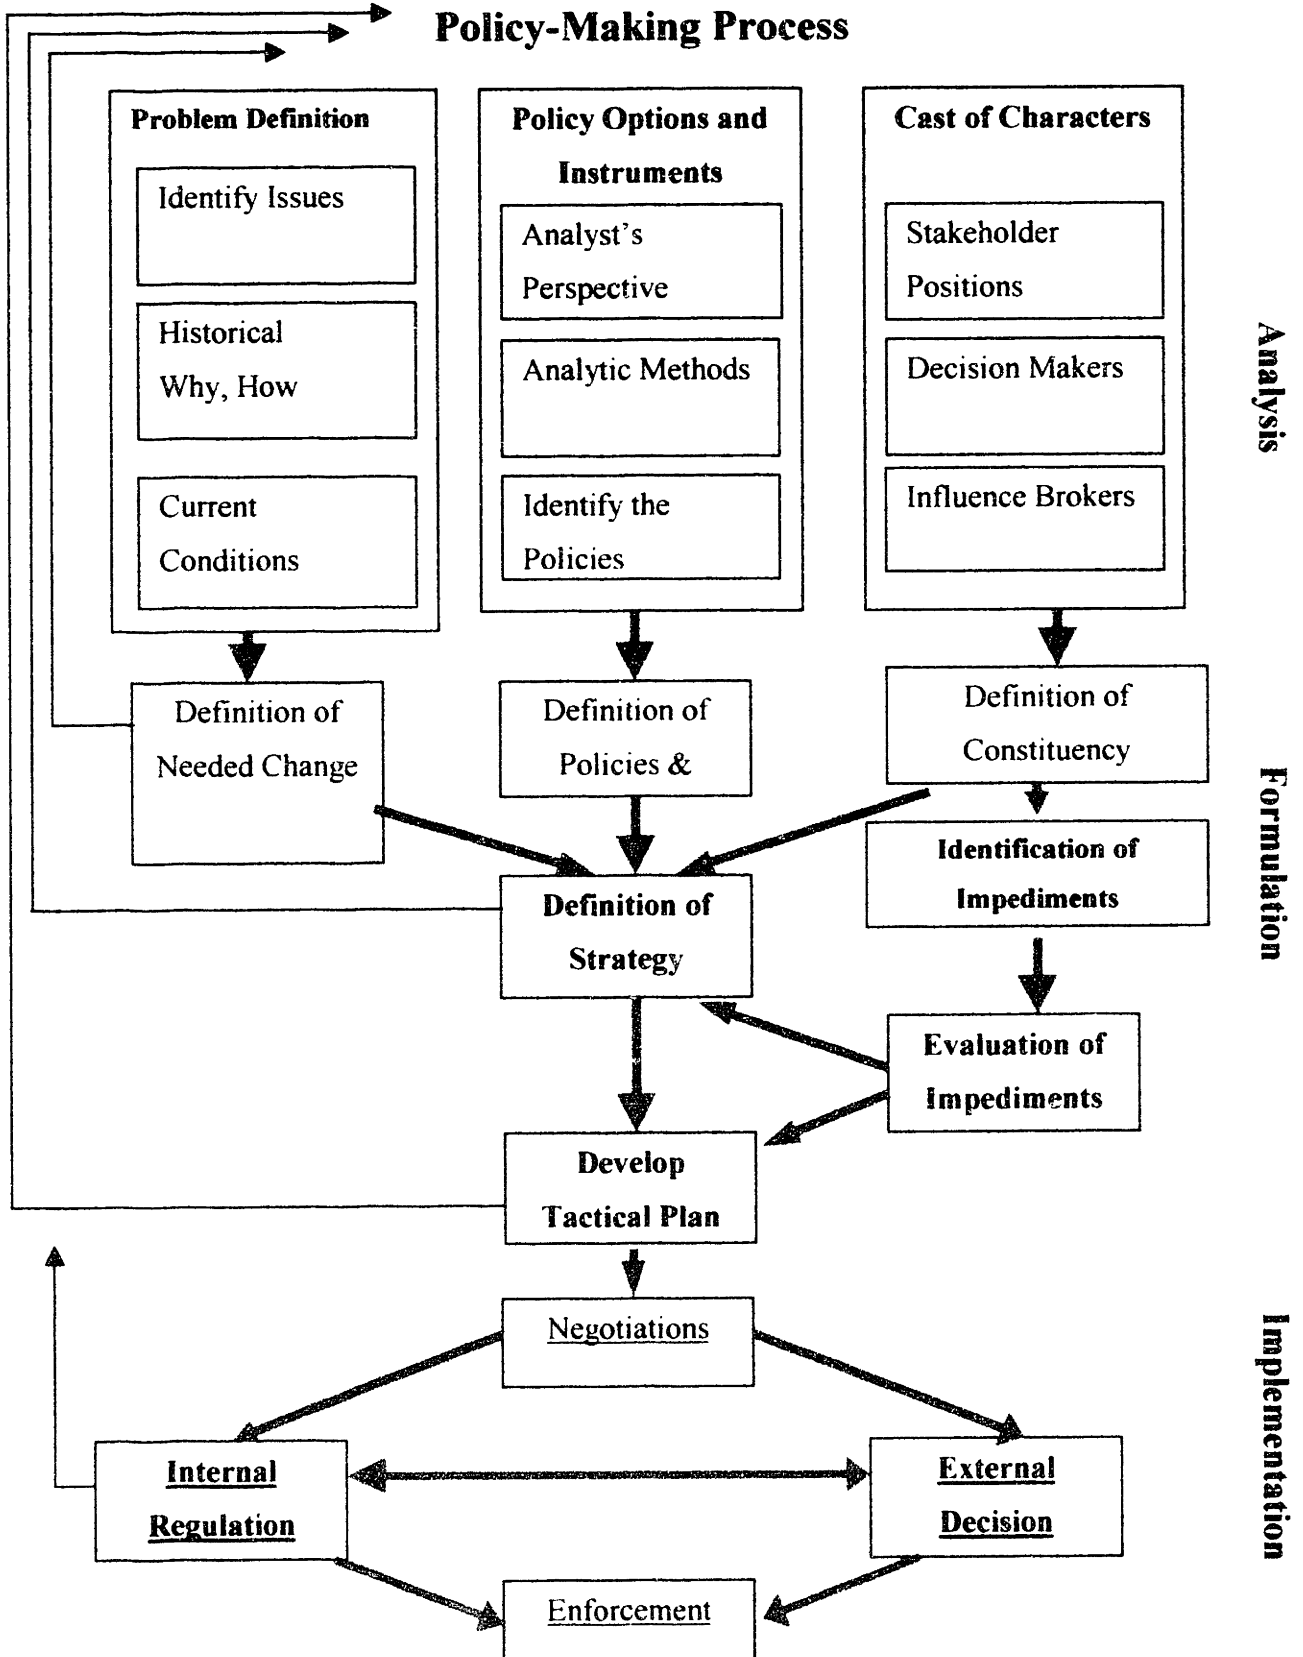 Policy-Making Process
Problem Definition
Identify Issues
Historical
Why, How
Current
Conditions
Policy Options and
Instruments
Analyst's
Perspective
Analytic Methods
Identify the
Policies
Cast of Characters
Stakeholder
Positions
Decision Makers
Influence Brokers
Analysis
Definition of
Needed Change
Definition of
Policies &
Definition of
Constituency
Identification of
Impediments
Formulation
Definition of
Strategy
Evaluation of
Impediments
Develop
Tactical Plan
Negotiations
Internal
Regulation
External
Decision
Implementation
Enforcement